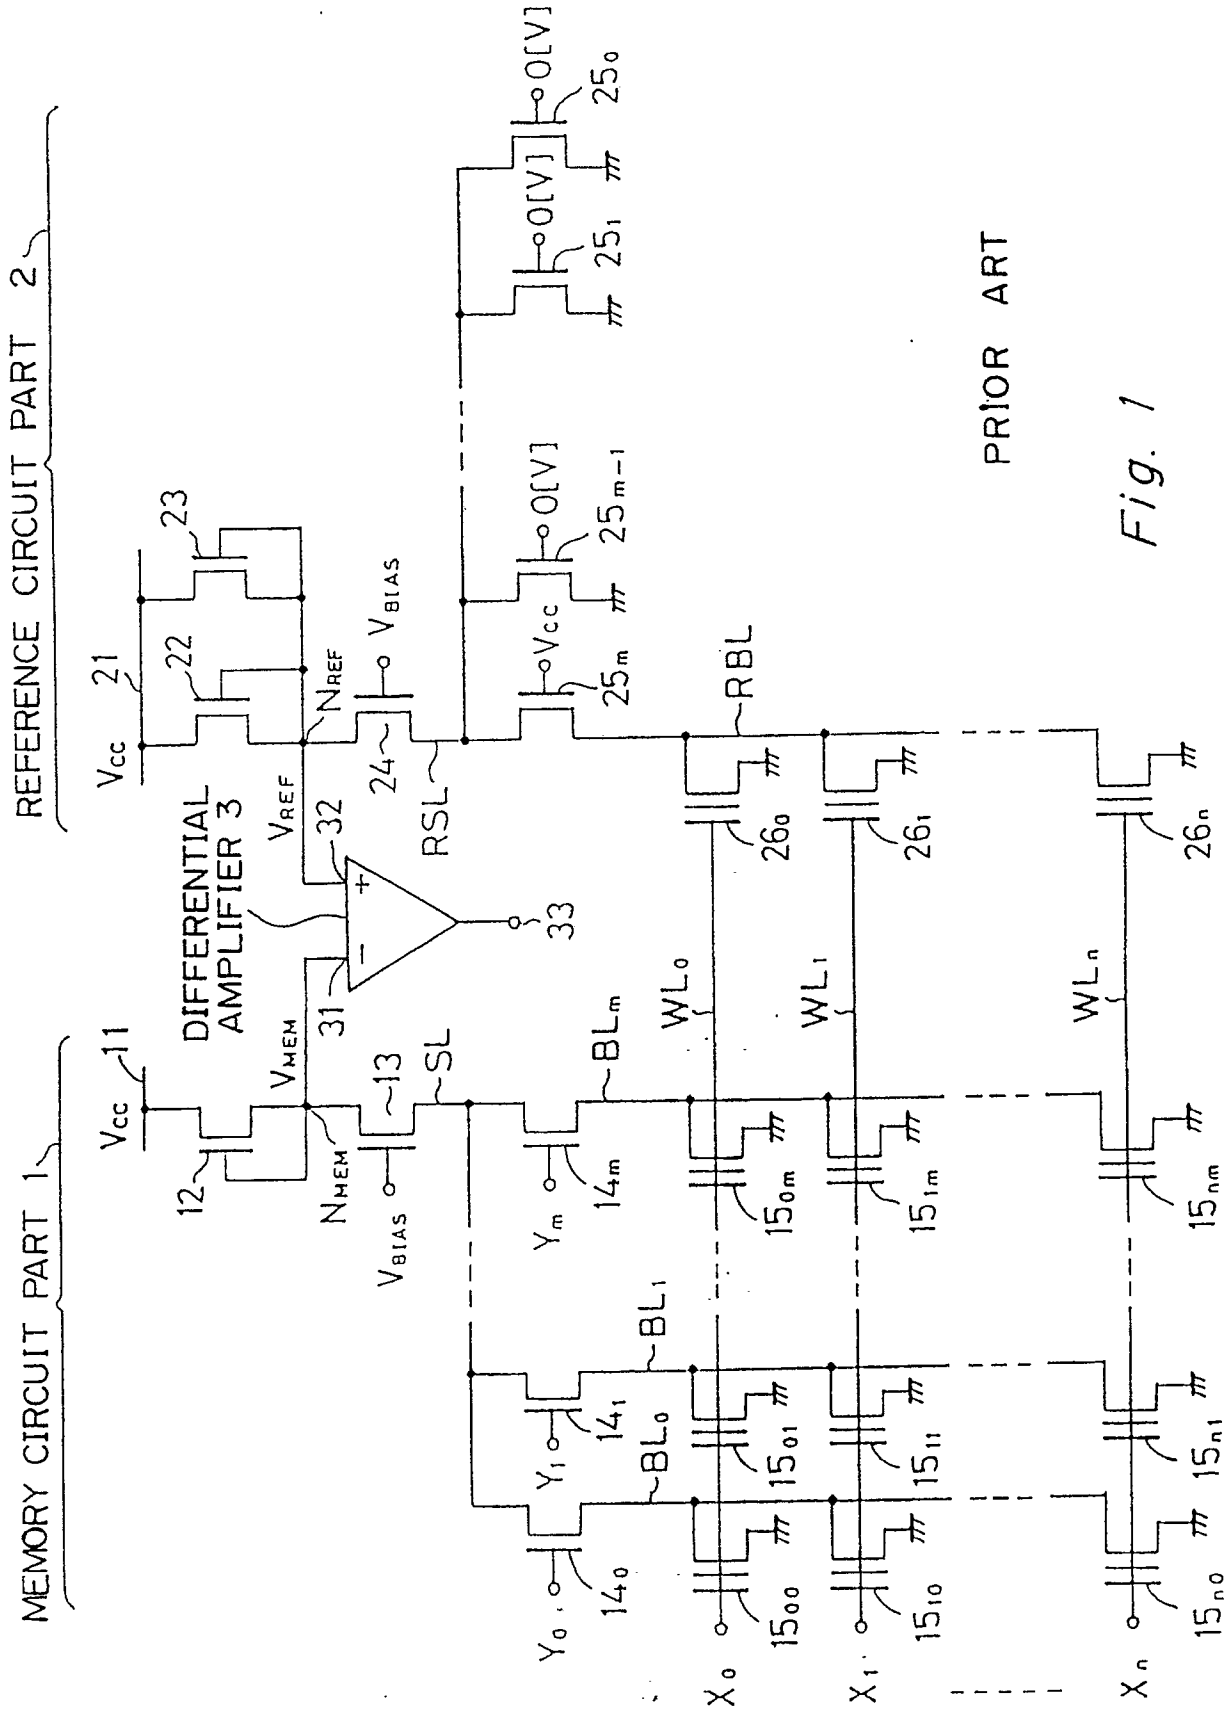 MEMORY CIRCUIT PART 1
REFERENCE CIRCUIT PART 2
Vcc 11
12
VMEM
NMEM
VBIAS
13
SL
DIFFERENTIAL
AMPLIFIER 3
31
32
33
− +
VREF
Vcc 21
22
23
NREF
24
VBIAS
RSL
Y0
140
Y1
141
Ym
14m
BL0
BL1
BLm
Vcc
25m
O[V]
25m−1
O[V]
251
O[V]
250
RBL
X0
1500
1501
150m
WL0
260
X1
1510
1511
151m
WL1
261
Xn
15n0
15n1
15nm
WLn
26n
PRIOR ART
Fig. 1